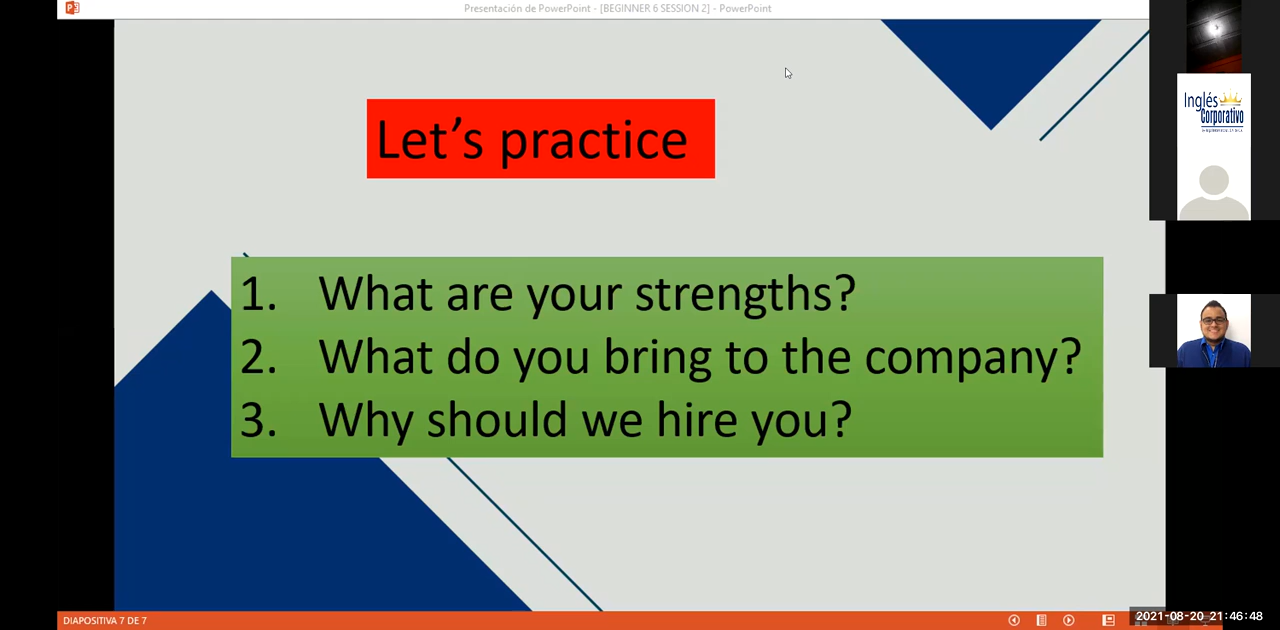 Presentación de PowerPoint - [BEGINNER 6 SESSION 2] - PowerPoint
Let's practice
Inglés
Corporativo
1. What are your strengths?
2. What do you bring to the company?
3. Why should we hire you?
DIAPOSITIVA 7 DE 7
2021-08-20 21:46:48